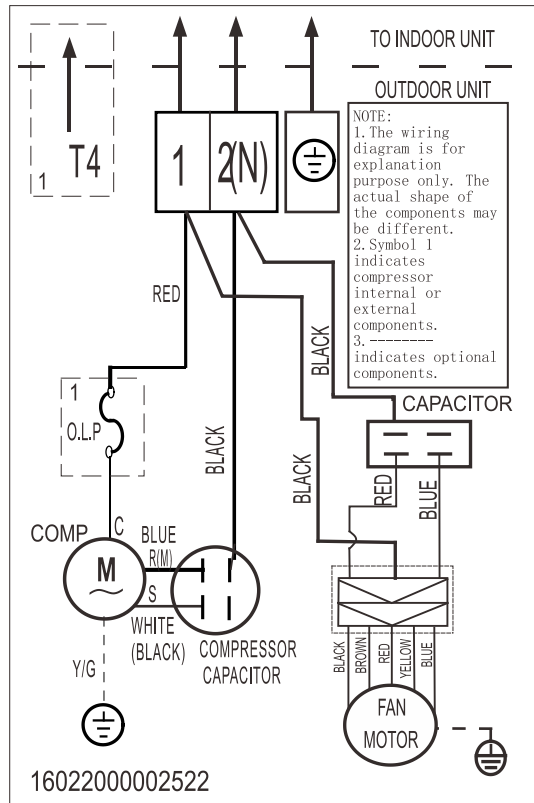 TO INDOOR UNIT
OUTDOOR UNIT
1
T4
1
2(N)
NOTE:
1.The wiring
diagram is for
explanation
purpose only. The
actual shape of
the components may
be different.
2.Symbol 1
indicates
compressor
internal or
external
components.
3.--------
indicates optional
components.
RED
BLACK
BLACK
BLACK
1
O.L.P
CAPACITOR
RED
BLUE
COMP
C
BLUE
R(M)
M
S
WHITE
(BLACK)
COMPRESSOR
CAPACITOR
Y/G
BLACK
BROWN
RED
YELLOW
BLUE
FAN
MOTOR
16022000002522